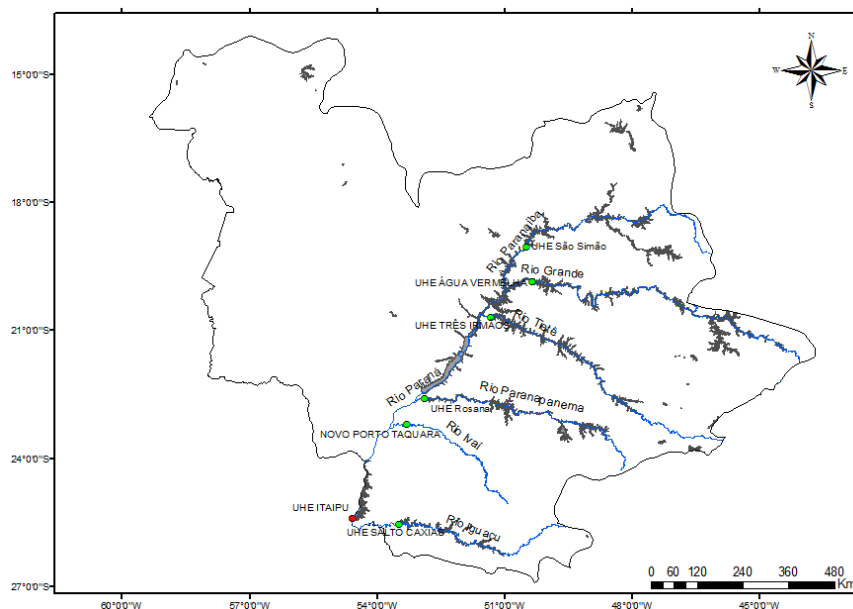 N
W E
S
15°0'0"S
18°0'0"S
Rio Paranaíba
UHE São Simão
Rio Grande
UHE ÁGUA VERMELHA
21°0'0"S
UHE TRÊS IRMÃOS
Rio Tietê
Rio Paraná
Rio Paranapanema
UHE Rosana
NOVO PORTO TAQUARA
Rio Ivaí
24°0'0"S
UHE ITAIPU
UHE SALTO CAXIAS
Rio Iguaçu
0 60 120 240 360 480
Km
27°0'0"S
60°0'0"W 57°0'0"W 54°0'0"W 51°0'0"W 48°0'0"W 45°0'0"W